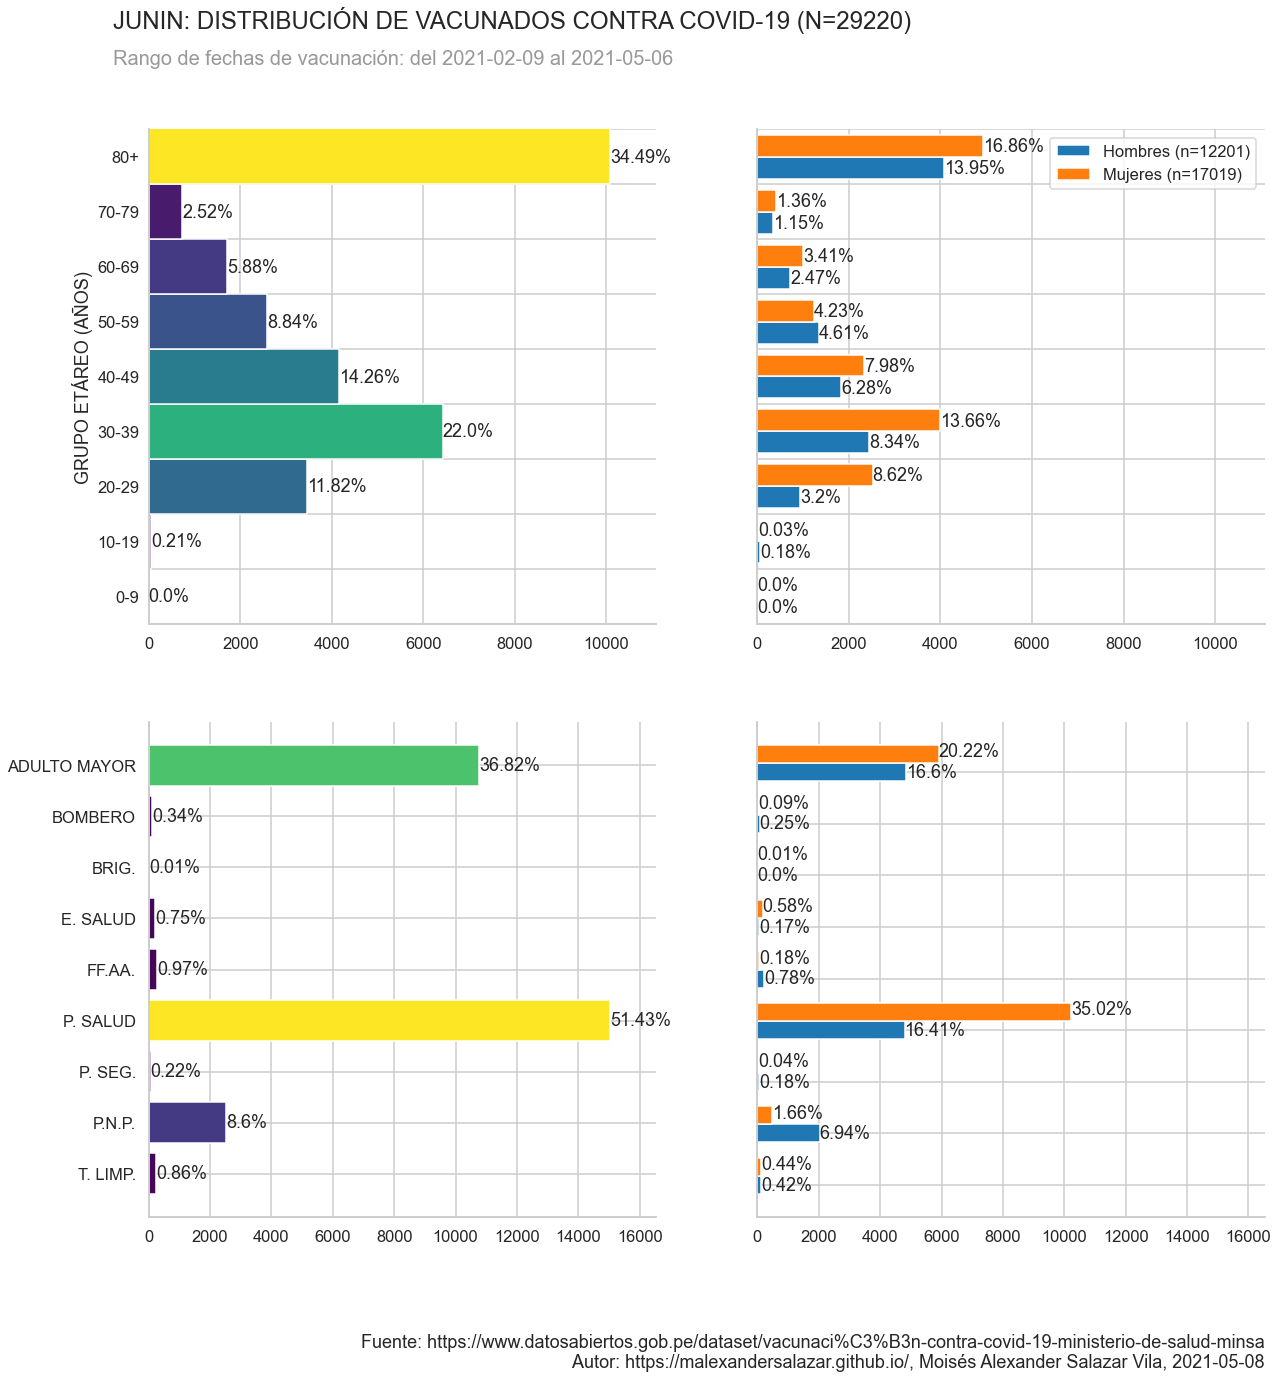 JUNIN: DISTRIBUCIÓN DE VACUNADOS CONTRA COVID-19 (N=29220)
Rango de fechas de vacunación: del 2021-02-09 al 2021-05-06
GRUPO ETÁREO (AÑOS)
80+ 34.49%
70-79 2.52%
60-69 5.88%
50-59 8.84%
40-49 14.26%
30-39 22.0%
20-29 11.82%
10-19 0.21%
0-9 0.0%
0 2000 4000 6000 8000 10000
Hombres (n=12201)
Mujeres (n=17019)
16.86%
13.95%
1.36%
1.15%
3.41%
2.47%
4.23%
4.61%
7.98%
6.28%
13.66%
8.34%
8.62%
3.2%
0.03%
0.18%
0.0%
0.0%
0 2000 4000 6000 8000 10000
ADULTO MAYOR 36.82%
BOMBERO 0.34%
BRIG. 0.01%
E. SALUD 0.75%
FF.AA. 0.97%
P. SALUD 51.43%
P. SEG. 0.22%
P.N.P. 8.6%
T. LIMP. 0.86%
0 2000 4000 6000 8000 10000 12000 14000 16000
20.22%
16.6%
0.09%
0.25%
0.01%
0.0%
0.58%
0.17%
0.18%
0.78%
35.02%
16.41%
0.04%
0.18%
1.66%
6.94%
0.44%
0.42%
0 2000 4000 6000 8000 10000 12000 14000 16000
Fuente: https://www.datosabiertos.gob.pe/dataset/vacunaci%C3%B3n-contra-covid-19-ministerio-de-salud-minsa
Autor: https://malexandersalazar.github.io/, Moisés Alexander Salazar Vila, 2021-05-08